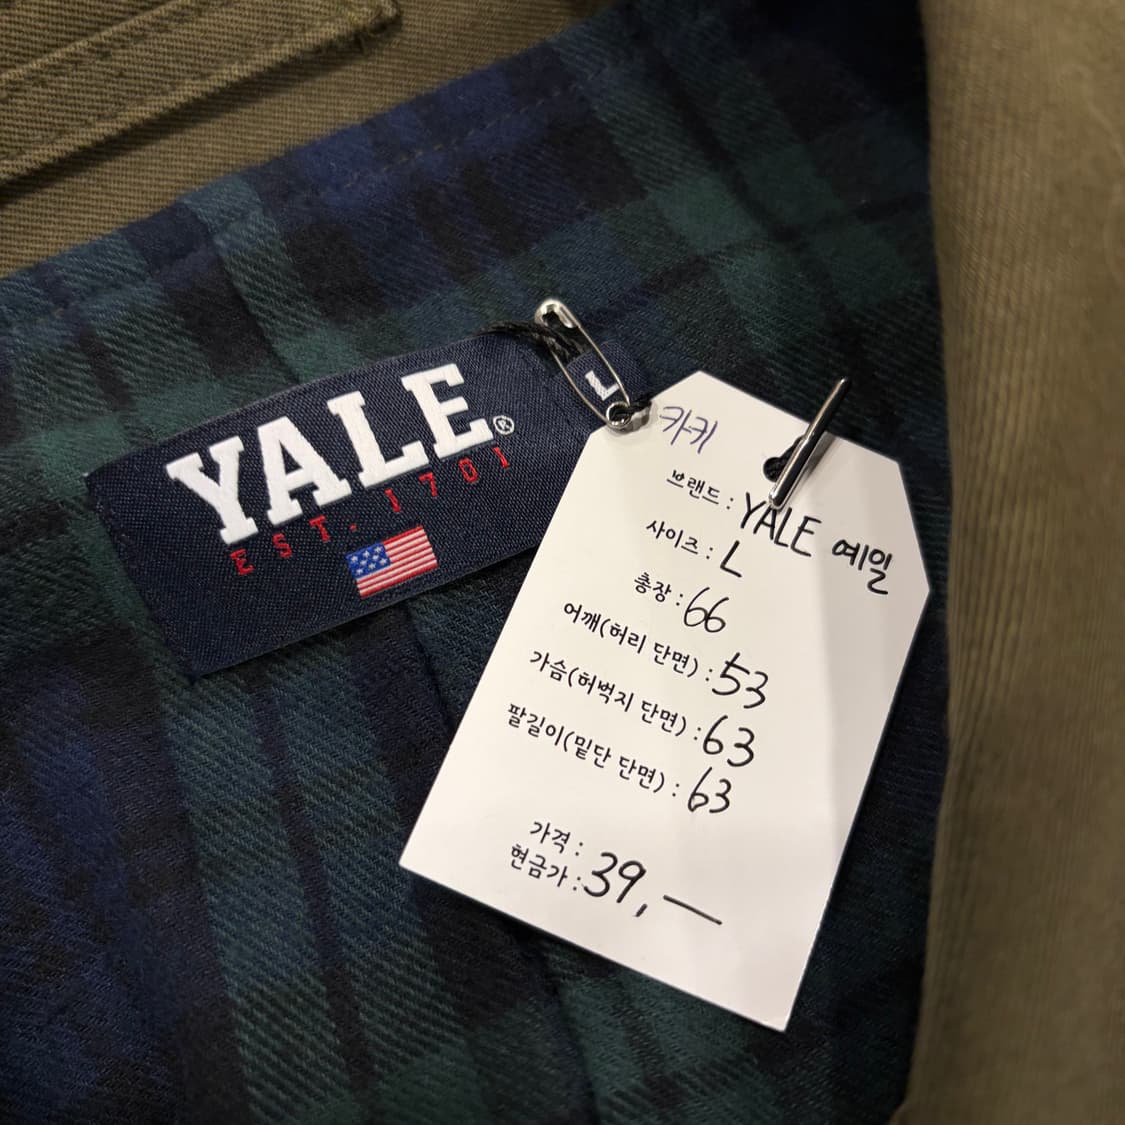 YALE®
EST. 1701
L
카키
브랜드 : YALE 예일
사이즈 : L
총장 : 66
어깨(허리 단면) : 53
가슴(허벅지 단면) : 63
팔길이(밑단 단면) : 63
가격 :
현금가 : 39,—